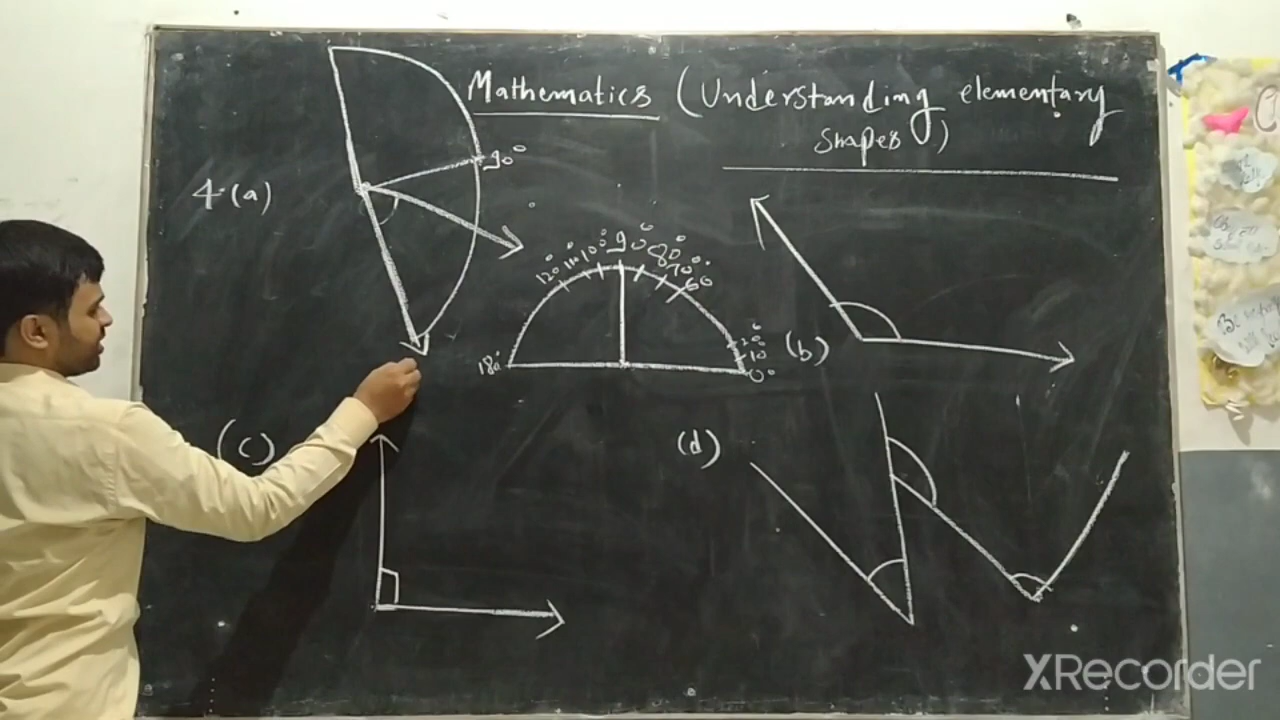 Mathematics (Understanding elementary
shapes)
4.(a)
90°
120° 110° 100° 90° 80° 70° 60°
20°
10
180° 0°
(b)
(c)
(d)
XRecorder